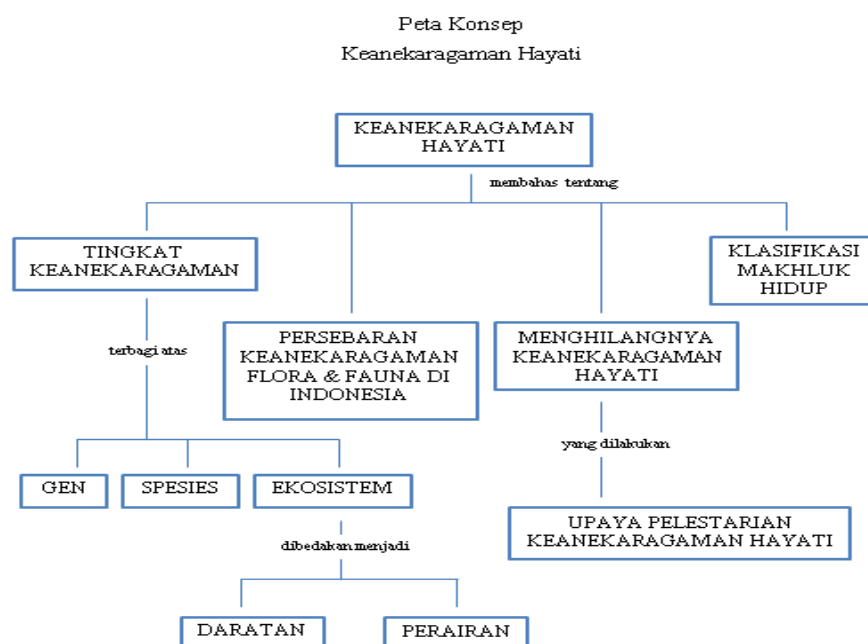 Peta Konsep
Keanekaragaman Hayati
KEANEKARAGAMAN
HAYATI
membahas tentang
TINGKAT
KEANEKARAGAMAN
KLASIFIKASI
MAKHLUK
HIDUP
terbagi atas
PERSEBARAN
KEANEKARAGAMAN
FLORA & FAUNA DI
INDONESIA
MENGHILANGNYA
KEANEKARAGAMAN
HAYATI
yang dilakukan
GEN
SPESIES
EKOSISTEM
UPAYA PELESTARIAN
KEANEKARAGAMAN HAYATI
dibedakan menjadi
DARATAN
PERAIRAN